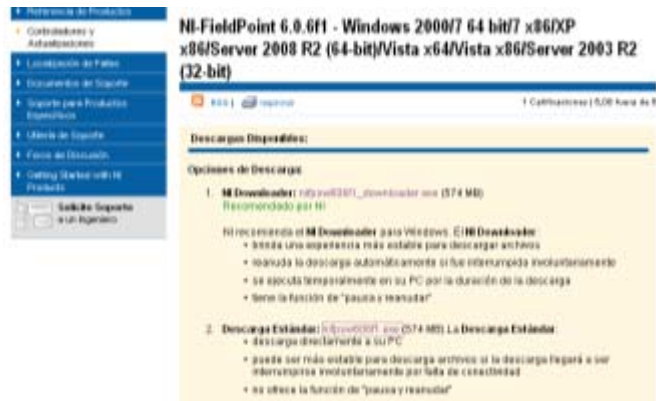 Referencia de Productos
Controladores y
Actualizaciones
Localización de Fallas
Documentos de Soporte
Soporte para Productos
Específicos
Utilería de Soporte
Foros de Discusión
Getting Started with NI
Products
Solicite Soporte
a un Ingeniero
NI-FieldPoint 6.0.6f1 - Windows 2000/7 64 bit/7 x86/XP
x86/Server 2008 R2 (64-bit)/Vista x64/Vista x86/Server 2003 R2
(32-bit)
RSS | Imprimir
1 Calificaciones | 5,00 fuera de 5
Descargas Disponibles:
Opciones de Descarga:
1. NI Downloader: (574 MB)
Recomendado por NI
NI recomienda el NI Downloader para Windows. El NI Downloader
• brinda una experiencia más estable para descargar archivos
• reanuda la descarga automáticamente si fue interrumpida involuntariamente
• se ejecuta temporalmente en su PC por la duración de la descarga
• tiene la función de "pausa y reanudar"
2. Descarga Estándar: (574 MB) La Descarga Estándar
• descarga directamente a su PC
• puede ser más estable para descarga archivos si la descarga llegará a ser
interrumpirse involuntariamente por falta de conectividad
• no ofrece la función de "pausa y reanudar"